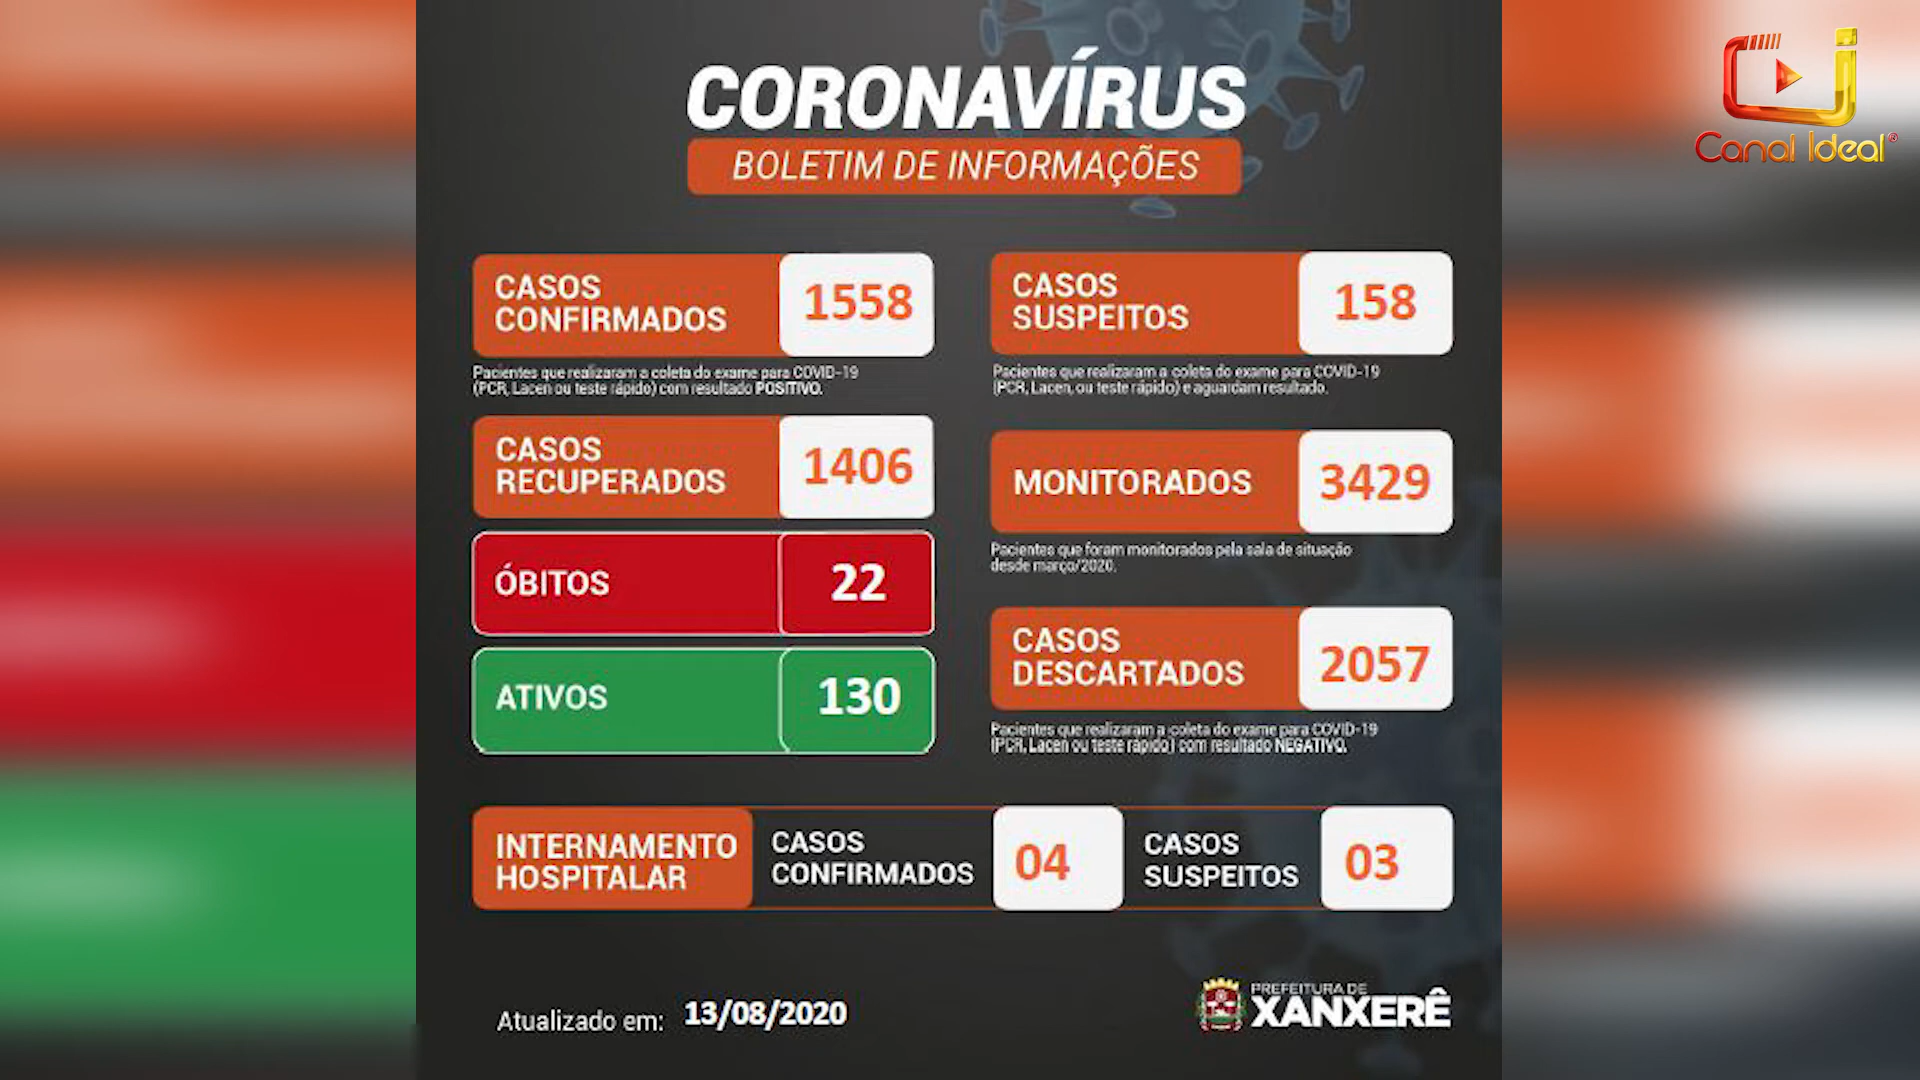 CORONAVÍRUS
BOLETIM DE INFORMAÇÕES
CASOS
CONFIRMADOS
1558
Pacientes que realizaram a coleta do exame para COVID-19
(PCR, Lacen ou teste rápido) com resultado POSITIVO.
CASOS
RECUPERADOS
1406
ÓBITOS
22
ATIVOS
130
CASOS
SUSPEITOS
158
Pacientes que realizaram a coleta do exame para COVID-19
(PCR, Lacen, ou teste rápido) e aguardam resultado.
MONITORADOS
3429
Pacientes que foram monitorados pela sala de situação
desde março/2020.
CASOS
DESCARTADOS
2057
Pacientes que realizaram a coleta do exame para COVID-19
(PCR, Lacen ou teste rápido) com resultado NEGATIVO.
INTERNAMENTO
HOSPITALAR
CASOS
CONFIRMADOS
04
CASOS
SUSPEITOS
03
Atualizado em: 13/08/2020
PREFEITURA DE
XANXERÊ
Canal Ideal®